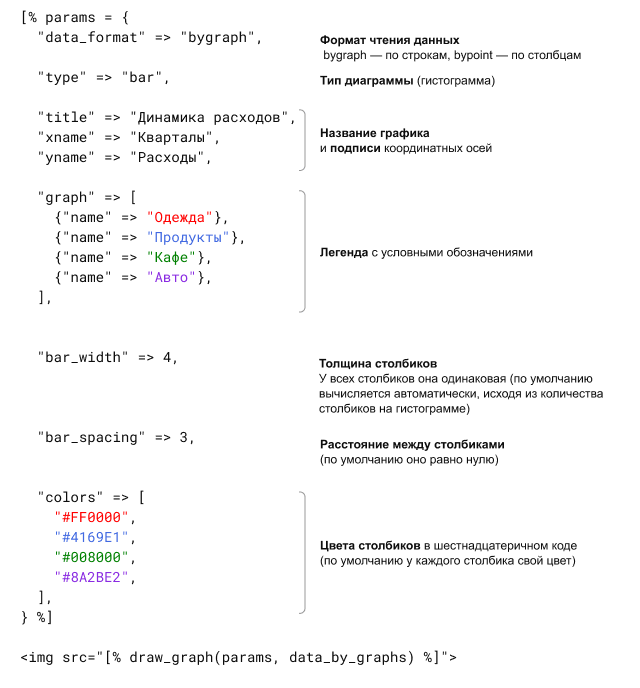 [% params = {
"data_format" => "bygraph",
Формат чтения данных
bygraph — по строкам, bypoint — по столбцам
"type" => "bar",
Тип диаграммы (гистограмма)
"title" => "Динамика расходов",
"xname" => "Кварталы",
"yname" => "Расходы",
Название графика
и подписи координатных осей
"graph" => [
{"name" => "Одежда"},
{"name" => "Продукты"},
{"name" => "Кафе"},
{"name" => "Авто"},
],
Легенда с условными обозначениями
"bar_width" => 4,
Толщина столбиков
У всех столбиков она одинаковая (по умолчанию
вычисляется автоматически, исходя из количества
столбиков на гистограмме)
"bar_spacing" => 3,
Расстояние между столбиками
(по умолчанию оно равно нулю)
"colors" => [
"#FF0000",
"#4169E1",
"#008000",
"#8A2BE2",
],
Цвета столбиков в шестнадцатеричном коде
(по умолчанию у каждого столбика свой цвет)
} %]
<img src="[% draw_graph(params, data_by_graphs) %]">